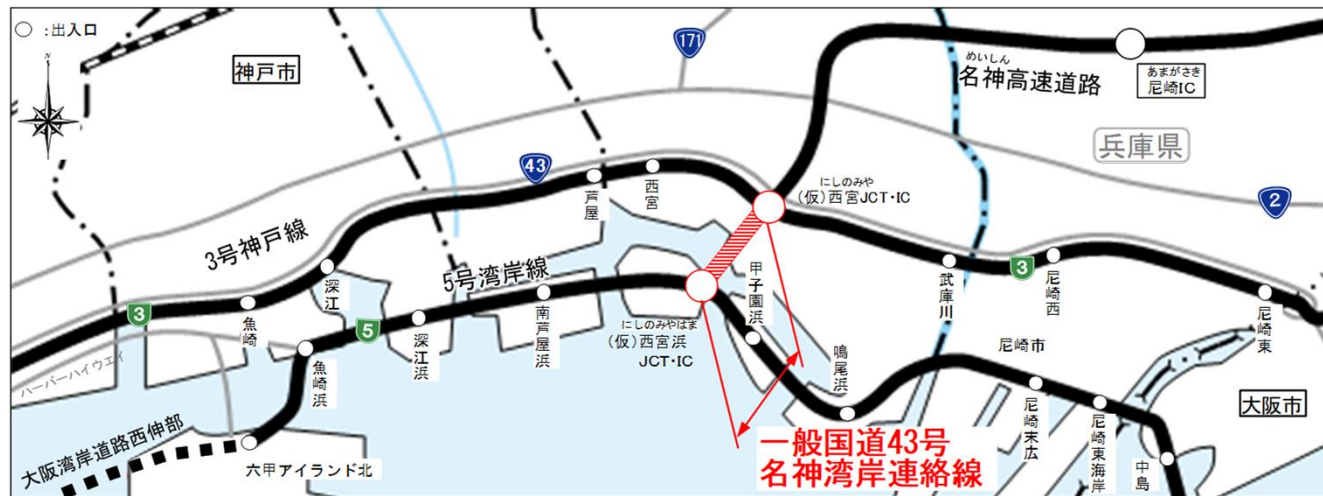 ○:出入口
N
神戸市
171
めいしん
名神高速道路
あまがさき
尼崎IC
兵庫県
43
芦屋
西宮
にしのみや
(仮)西宮JCT・IC
2
3号神戸線
5号湾岸線
深江
魚崎
3
5
ハーバーハイウェイ
魚崎浜
深江浜
南芦屋浜
にしのみやはま
(仮)西宮浜
JCT・IC
甲子園浜
鳴尾浜
武庫川
3
尼崎西
尼崎東
尼崎市
尼崎末広
尼崎東海岸
中島
大阪市
大阪湾岸道路西伸部
六甲アイランド北
一般国道43号
名神湾岸連絡線